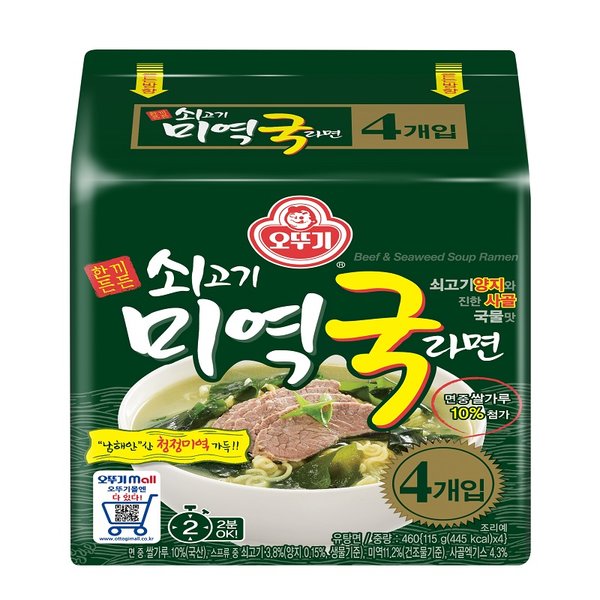 든방향
든방향
한끼든든
쇠고기
미역국라면
4개입
오뚜기
®
Beef & Seaweed Soup Ramen
한끼든든
쇠고기
미역국라면
쇠고기양지와
진한 사골
국물맛
면중쌀가루
10% 첨가
"남해안"산 청정미역 가득!!
4개입
오뚜기mall
오뚜기몰엔
다 있다!
www.ottogimall.co.kr
2
2분
OK!
조리예
유탕면 / 중량 : 460{115 g(445 kcal)x4}
면 중 쌀가루 10%(국산), 스프류 중 쇠고기·3.8%(양지 0.15%, 생물기준), 미역11.2%(건조물기준), 사골엑기스 4.3%